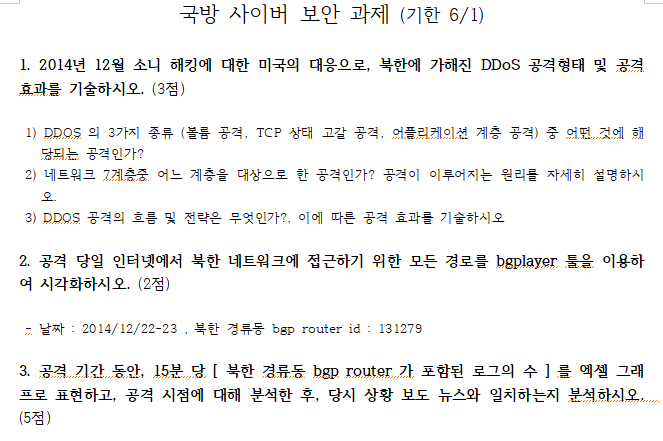 국방 사이버 보안 과제 (기한 6/1)
1. 2014년 12월 소니 해킹에 대한 미국의 대응으로, 북한에 가해진 DDoS 공격형태 및 공격
효과를 기술하시오. (3점)
1) DDOS 의 3가지 종류 (볼륨 공격, TCP 상태 고갈 공격, 어플리케이션 계층 공격) 중 어떤 것에 해
당되는 공격인가?
2) 네트워크 7계층중 어느 계층을 대상으로 한 공격인가? 공격이 이루어지는 원리를 자세히 설명하시
오.
3) DDOS 공격의 흐름 및 전략은 무엇인가?, 이에 따른 공격 효과를 기술하시오
2. 공격 당일 인터넷에서 북한 네트워크에 접근하기 위한 모든 경로를 bgplayer 툴을 이용하
여 시각화하시오. (2점)
- 날짜 : 2014/12/22-23 , 북한 경류동 bgp router id : 131279
3. 공격 기간 동안, 15분 당 [ 북한 경류동 bgp router 가 포함된 로그의 수 ] 를 엑셀 그래
프로 표현하고, 공격 시점에 대해 분석한 후, 당시 상황 보도 뉴스와 일치하는지 분석하시오.
(5점)